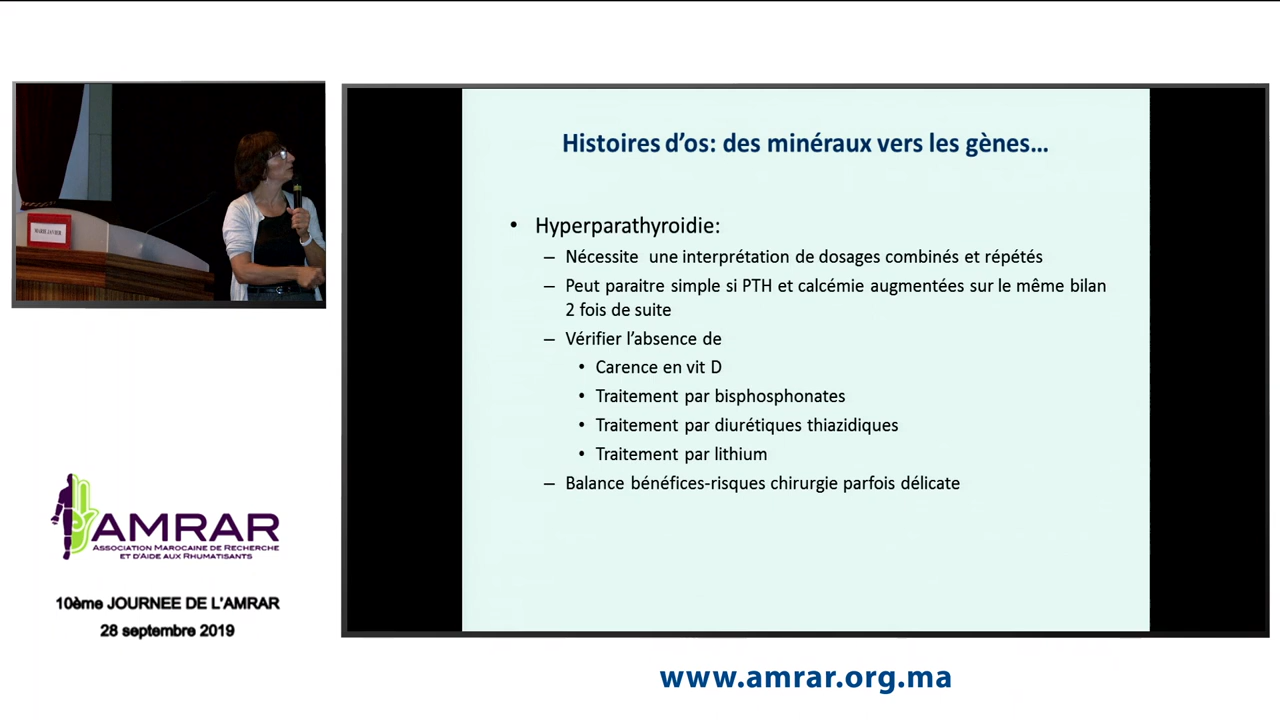 Histoires d'os: des minéraux vers les gènes...
• Hyperparathyroidie:
– Nécessite une interprétation de dosages combinés et répétés
– Peut paraitre simple si PTH et calcémie augmentées sur le même bilan
2 fois de suite
– Vérifier l'absence de
• Carence en vit D
• Traitement par bisphosphonates
• Traitement par diurétiques thiazidiques
• Traitement par lithium
– Balance bénéfices-risques chirurgie parfois délicate
AMRAR
ASSOCIATION MAROCAINE DE RECHERCHE
ET D'AIDE AUX RHUMATISANTS
10ème JOURNEE DE L'AMRAR
28 septembre 2019
www.amrar.org.ma